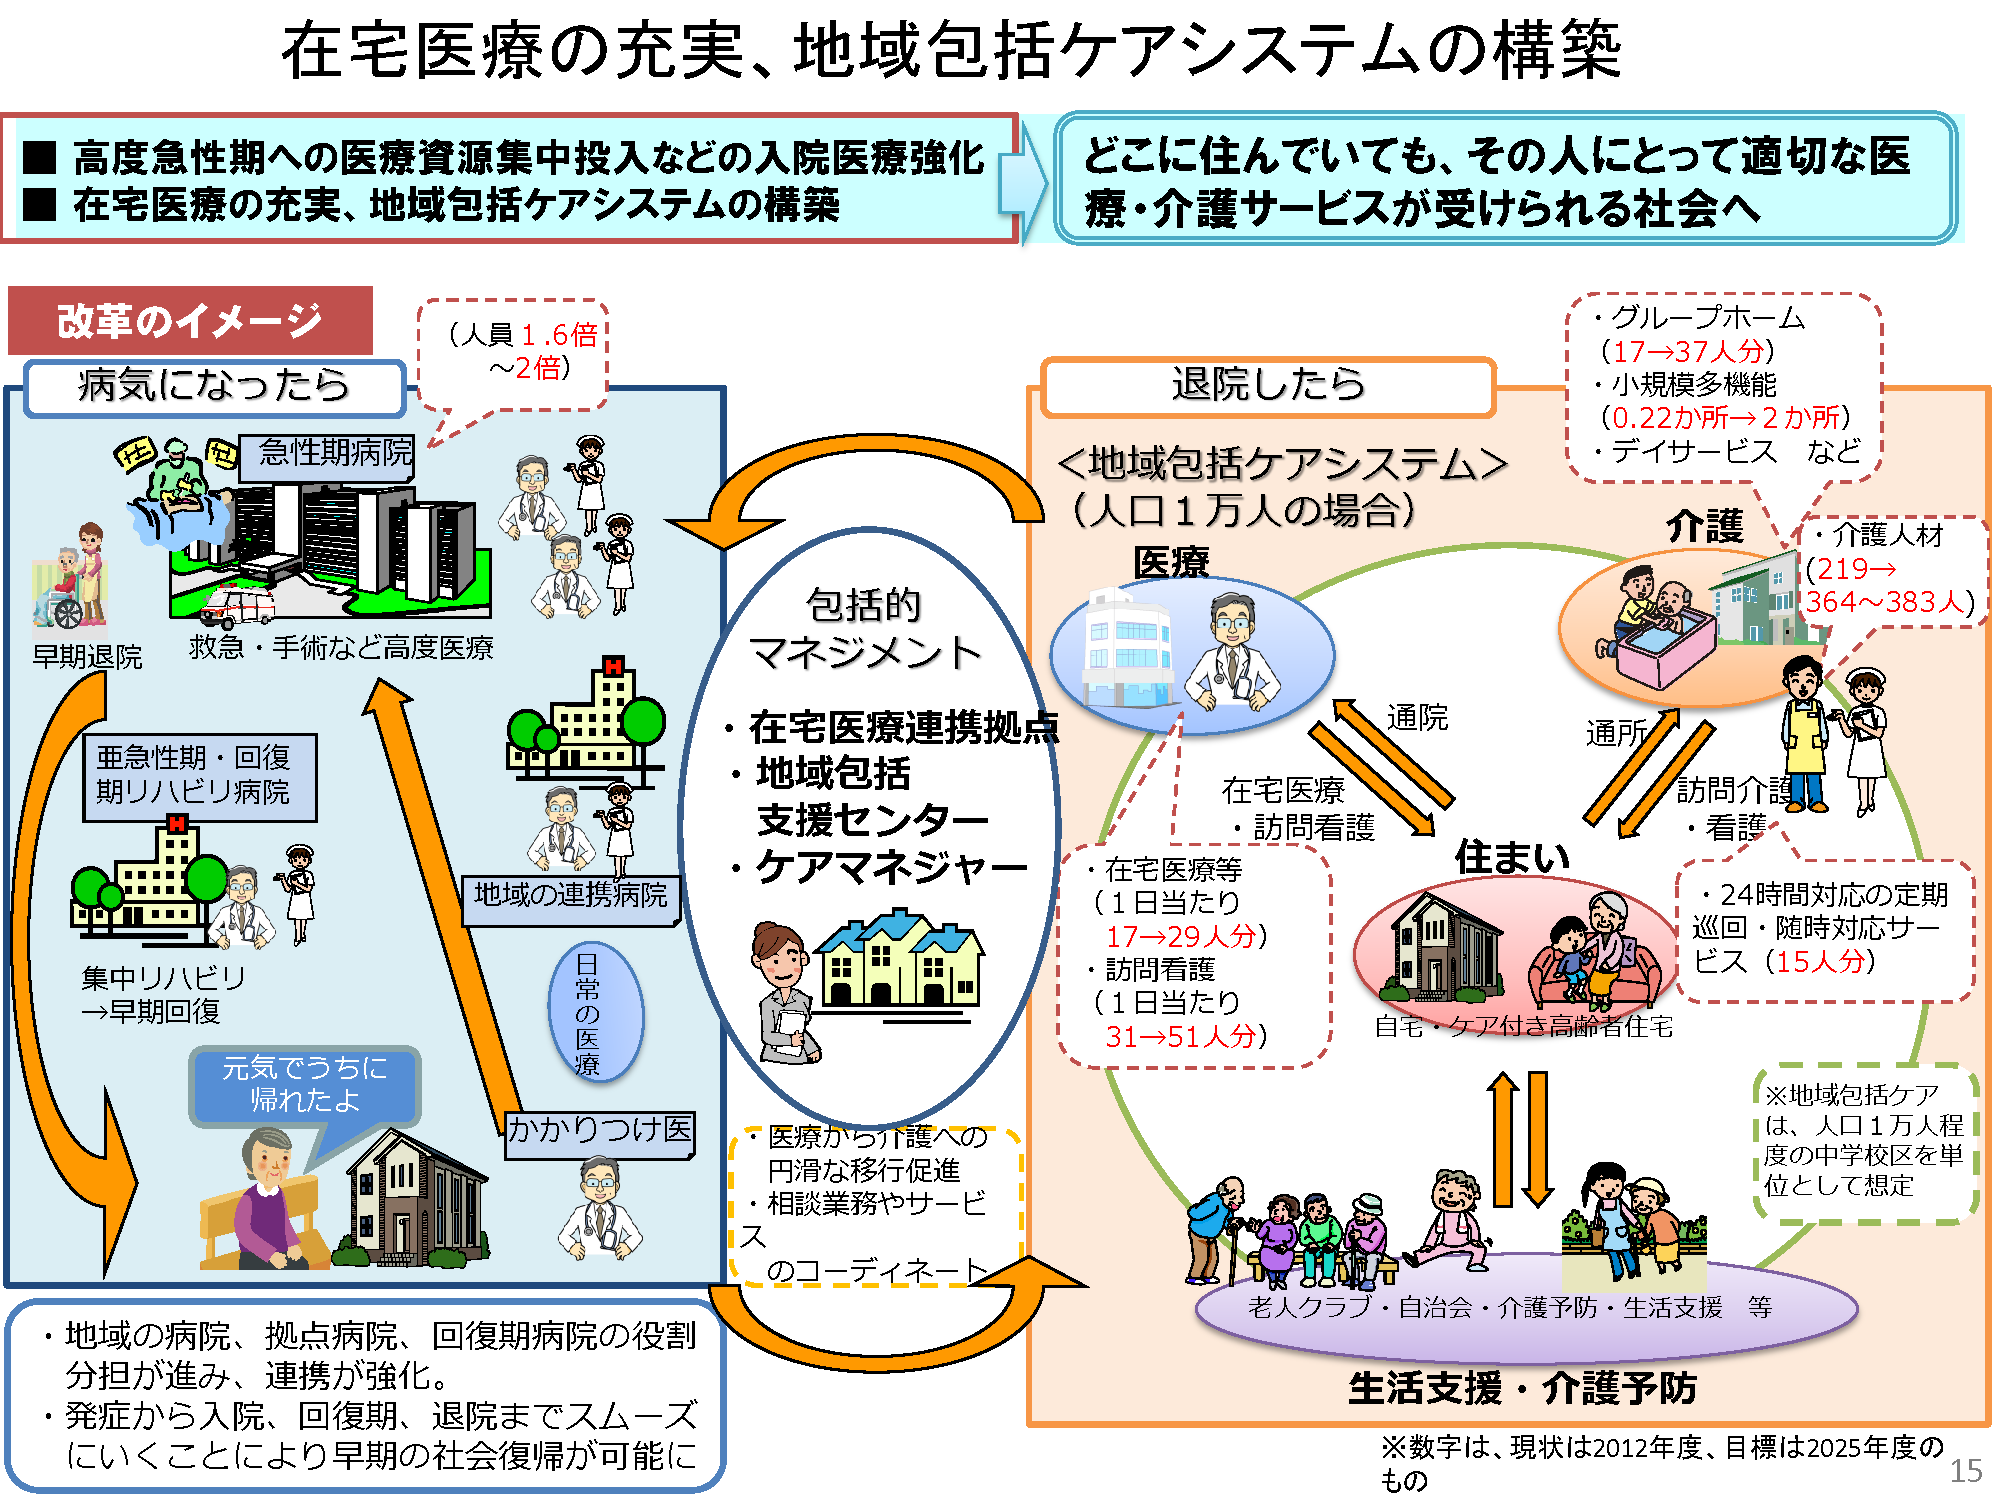 在宅医療の充実、地域包括ケアシステムの構築
■ 高度急性期への医療資源集中投入などの入院医療強化
■ 在宅医療の充実、地域包括ケアシステムの構築
どこに住んでいても、その人にとって適切な医
療・介護サービスが受けられる社会へ
改革のイメージ
病気になったら
（人員１.6倍
～2倍）
急性期病院
早期退院
救急・手術など高度医療
亜急性期・回復
期リハビリ病院
集中リハビリ
→早期回復
地域の連携病院
日常の医療
元気でうちに
帰れたよ
かかりつけ医
・地域の病院、拠点病院、回復期病院の役割
分担が進み、連携が強化。
・発症から入院、回復期、退院までスムーズ
にいくことにより早期の社会復帰が可能に
包括的
マネジメント
・在宅医療連携拠点
・地域包括
支援センター
・ケアマネジャー
・医療から介護への
円滑な移行促進
・相談業務やサービ
ス
のコーディネート
退院したら
＜地域包括ケアシステム＞
（人口１万人の場合）
・グループホーム
（17→37人分）
・小規模多機能
（0.22か所→２か所）
・デイサービス　など
医療
介護
・介護人材
(219→
364～383人)
通院
通所
在宅医療
・訪問看護
訪問介護
・看護
住まい
・在宅医療等
（１日当たり
17→29人分）
・訪問看護
（１日当たり
31→51人分）
・24時間対応の定期
巡回・随時対応サー
ビス（15人分）
自宅・ケア付き高齢者住宅
※地域包括ケア
は、人口１万人程
度の中学校区を単
位として想定
老人クラブ・自治会・介護予防・生活支援　等
生活支援・介護予防
※数字は、現状は2012年度、目標は2025年度の
もの
15